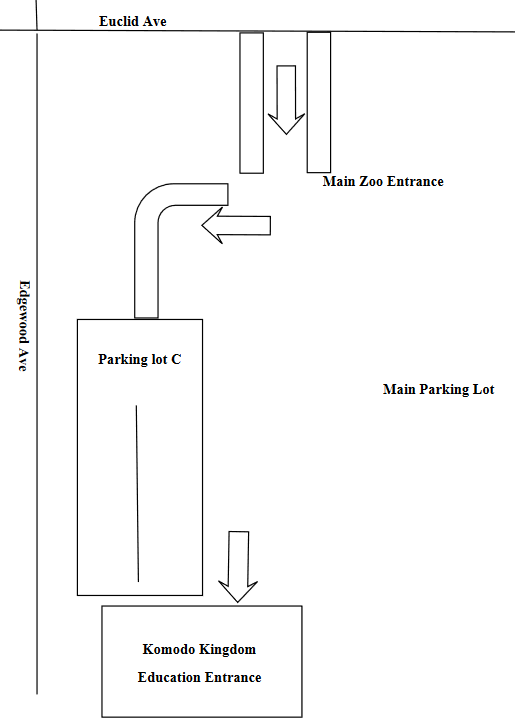 Euclid Ave
Main Zoo Entrance
Edgewood Ave
Parking lot C
Main Parking Lot
Komodo Kingdom
Education Entrance